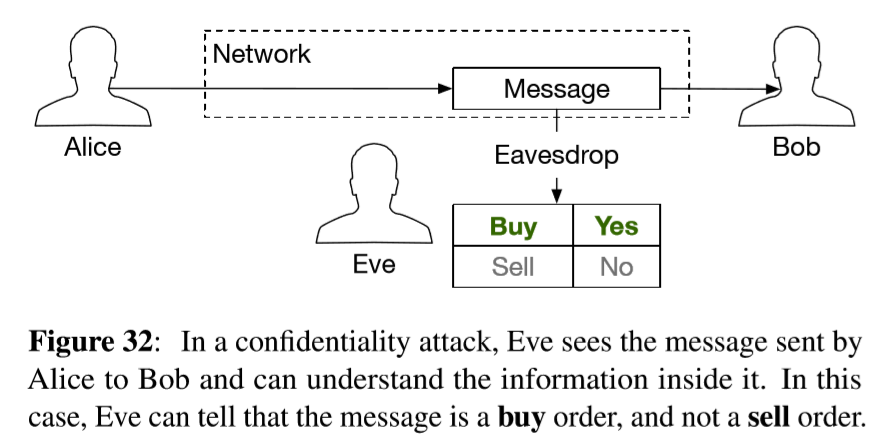 Network
Message
Alice
Bob
Eavesdrop
Eve
Buy Yes
Sell No
Figure 32: In a confidentiality attack, Eve sees the message sent by
Alice to Bob and can understand the information inside it. In this
case, Eve can tell that the message is a buy order, and not a sell order.